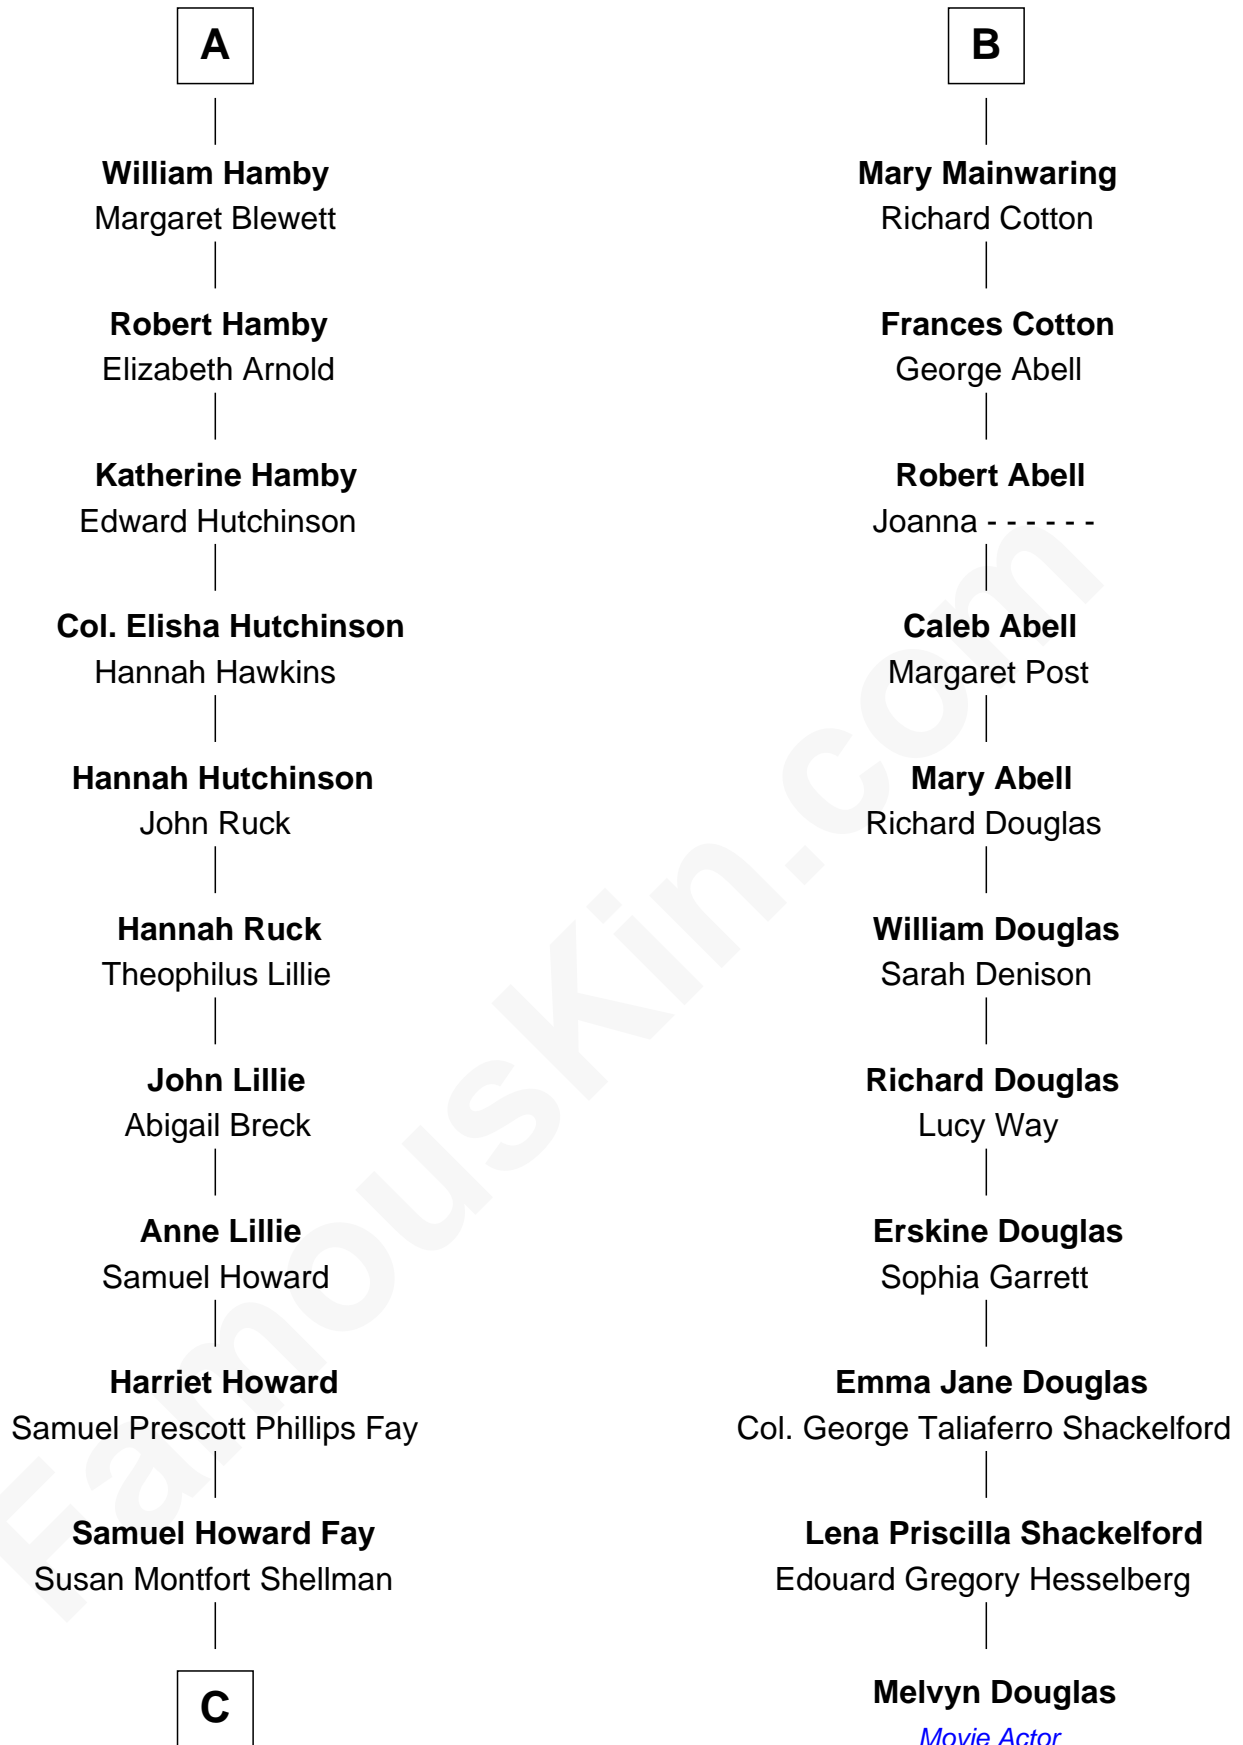 A
William Hamby
Margaret Blewett
Robert Hamby
Elizabeth Arnold
Katherine Hamby
Edward Hutchinson
Col. Elisha Hutchinson
Hannah Hawkins
Hannah Hutchinson
John Ruck
Hannah Ruck
Theophilus Lillie
John Lillie
Abigail Breck
Anne Lillie
Samuel Howard
Harriet Howard
Samuel Prescott Phillips Fay
Samuel Howard Fay
Susan Montfort Shellman
C
B
Mary Mainwaring
Richard Cotton
Frances Cotton
George Abell
Robert Abell
Joanna - - - - - -
Caleb Abell
Margaret Post
Mary Abell
Richard Douglas
William Douglas
Sarah Denison
Richard Douglas
Lucy Way
Erskine Douglas
Sophia Garrett
Emma Jane Douglas
Col. George Taliaferro Shackelford
Lena Priscilla Shackelford
Edouard Gregory Hesselberg
Melvyn Douglas
Movie Actor
FamousKin.com